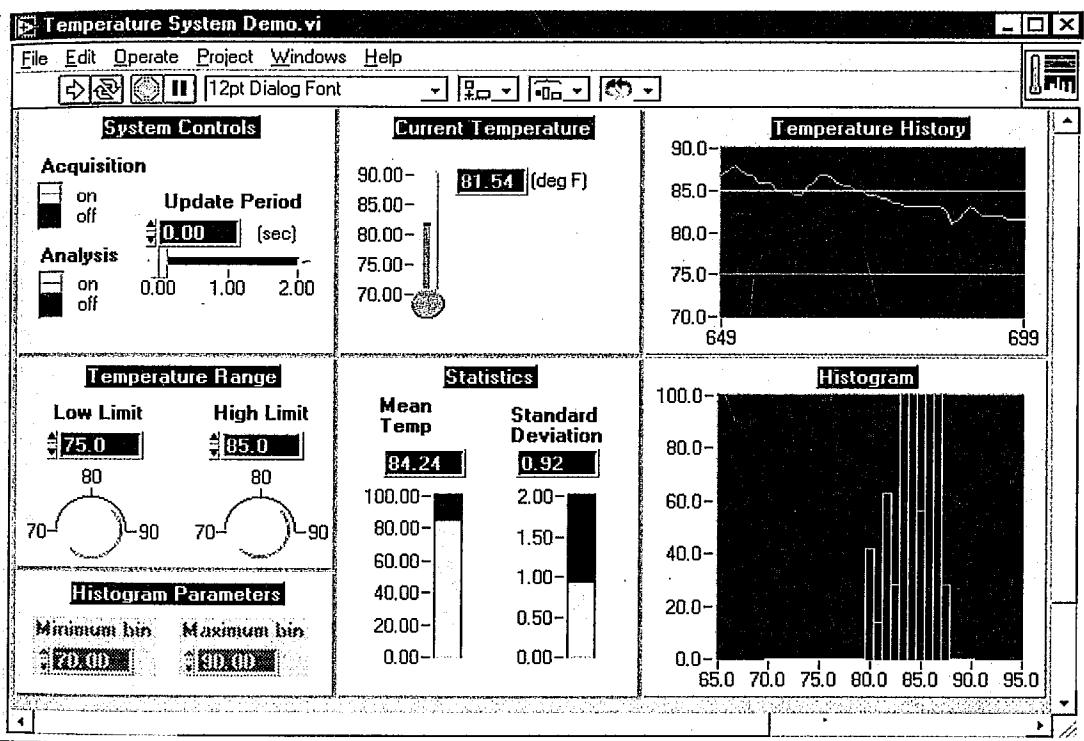 Temperature System Demo.vi
File Edit Operate Project Windows Help
12pt Dialog Font
System Controls
Acquisition
on
off
Update Period
0.00 (sec)
Analysis
on
off
0.00 1.00 2.00
Current Temperature
81.54 (deg F)
90.00
85.00
80.00
75.00
70.00
Temperature History
90.0
85.0
80.0
75.0
70.0
649 699
Temperature Range
Low Limit High Limit
75.0 85.0
80 80
70 90 70 90
Histogram Parameters
Minimum bin Maximum bin
70.00 90.00
Statistics
Mean Temp
84.24
100.00
80.00
60.00
40.00
20.00
0.00
Standard Deviation
0.92
2.00
1.50
1.00
0.50
0.00
Histogram
100.0
80.0
60.0
40.0
20.0
0.0
65.0 70.0 75.0 80.0 85.0 90.0 95.0